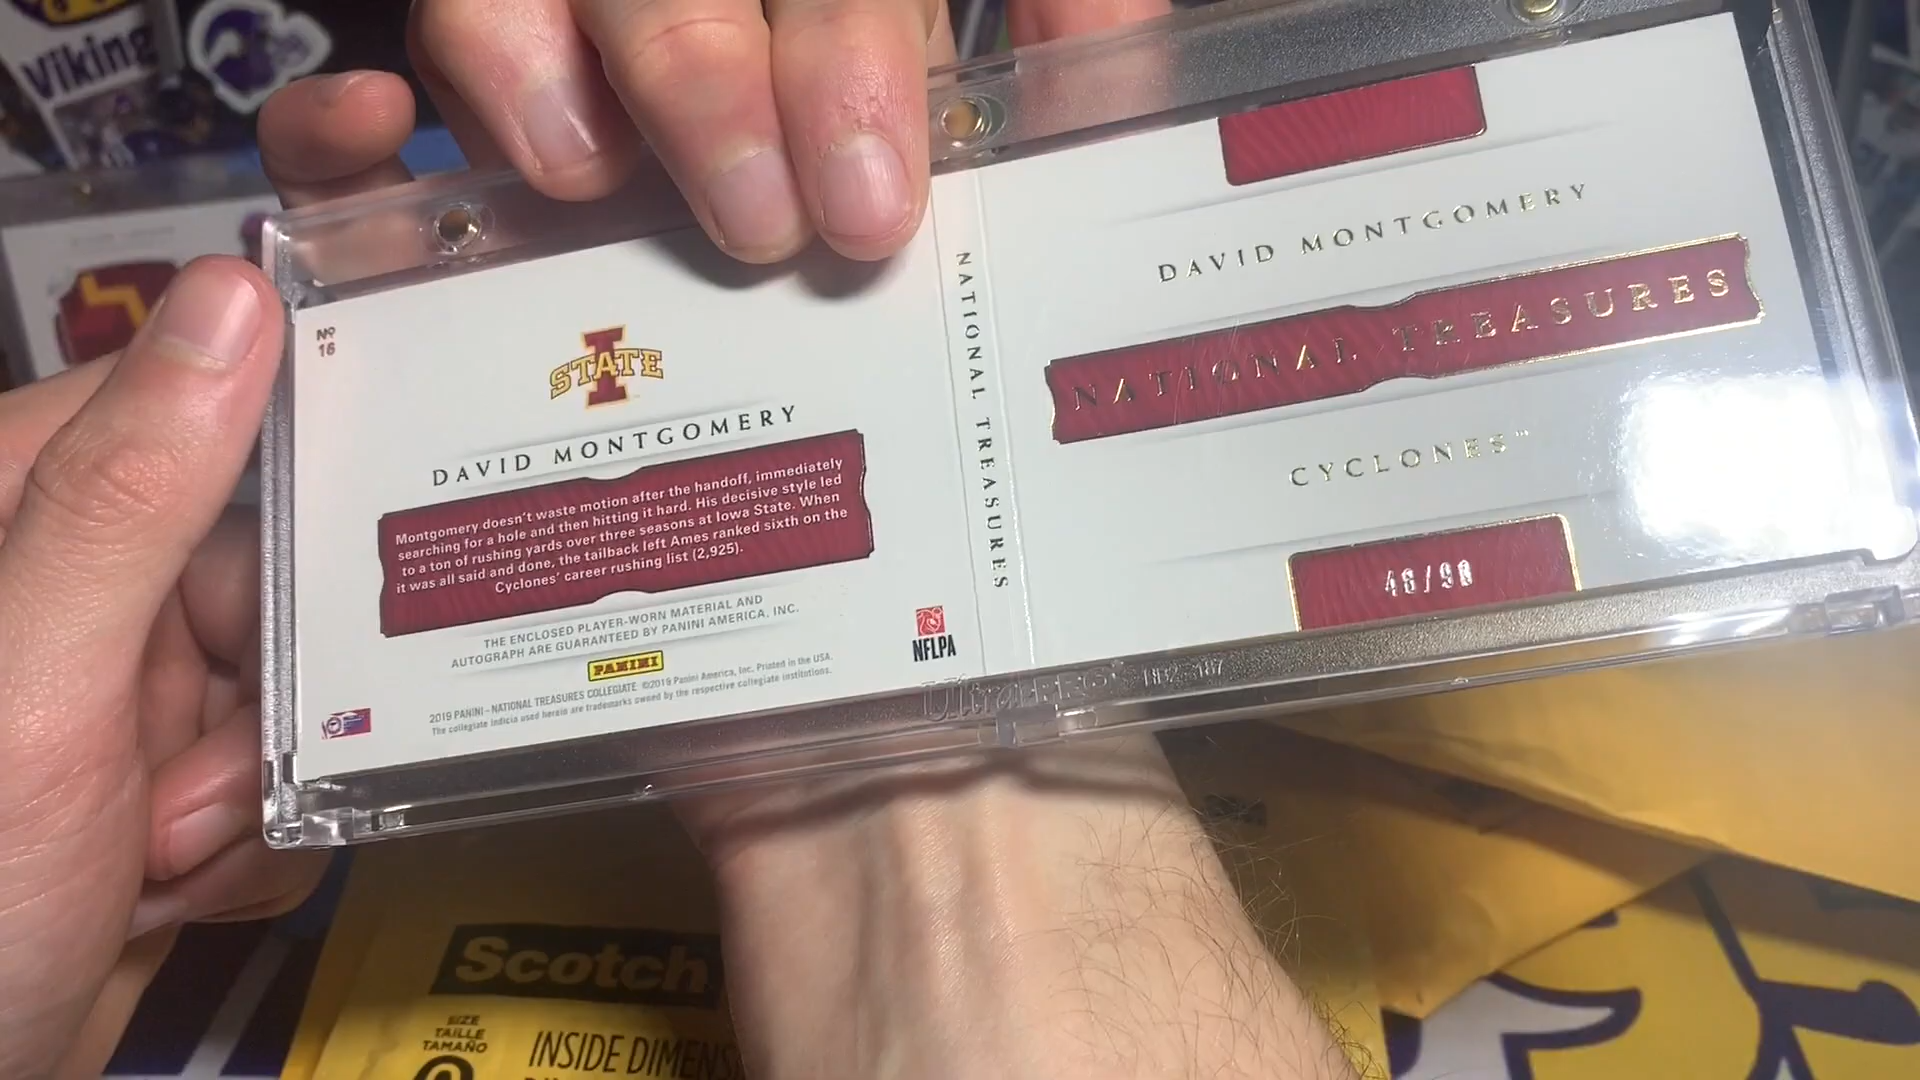 Viking
Nº
16
I
STATE
DAVID MONTGOMERY
Montgomery doesn't waste motion after the handoff, immediately
searching for a hole and then hitting it hard. His decisive style led
to a ton of rushing yards over three seasons at Iowa State. When
it was all said and done, the tailback left Ames ranked sixth on the
Cyclones' career rushing list (2,925).
THE ENCLOSED PLAYER-WORN MATERIAL AND
AUTOGRAPH ARE GUARANTEED BY PANINI AMERICA, INC.
PANINI
2019 PANINI - NATIONAL TREASURES COLLEGIATE ©2019 Panini America, Inc. Printed in the USA.
The collegiate indicia used herein are trademarks owned by the respective collegiate institutions.
NFLPA
NATIONAL TREASURES
DAVID MONTGOMERY
NATIONAL TREASURES
CYCLONES™
Ultra PRO
Scotch
SIZE
TAILLE
TAMAÑO
INSIDE DIMENS